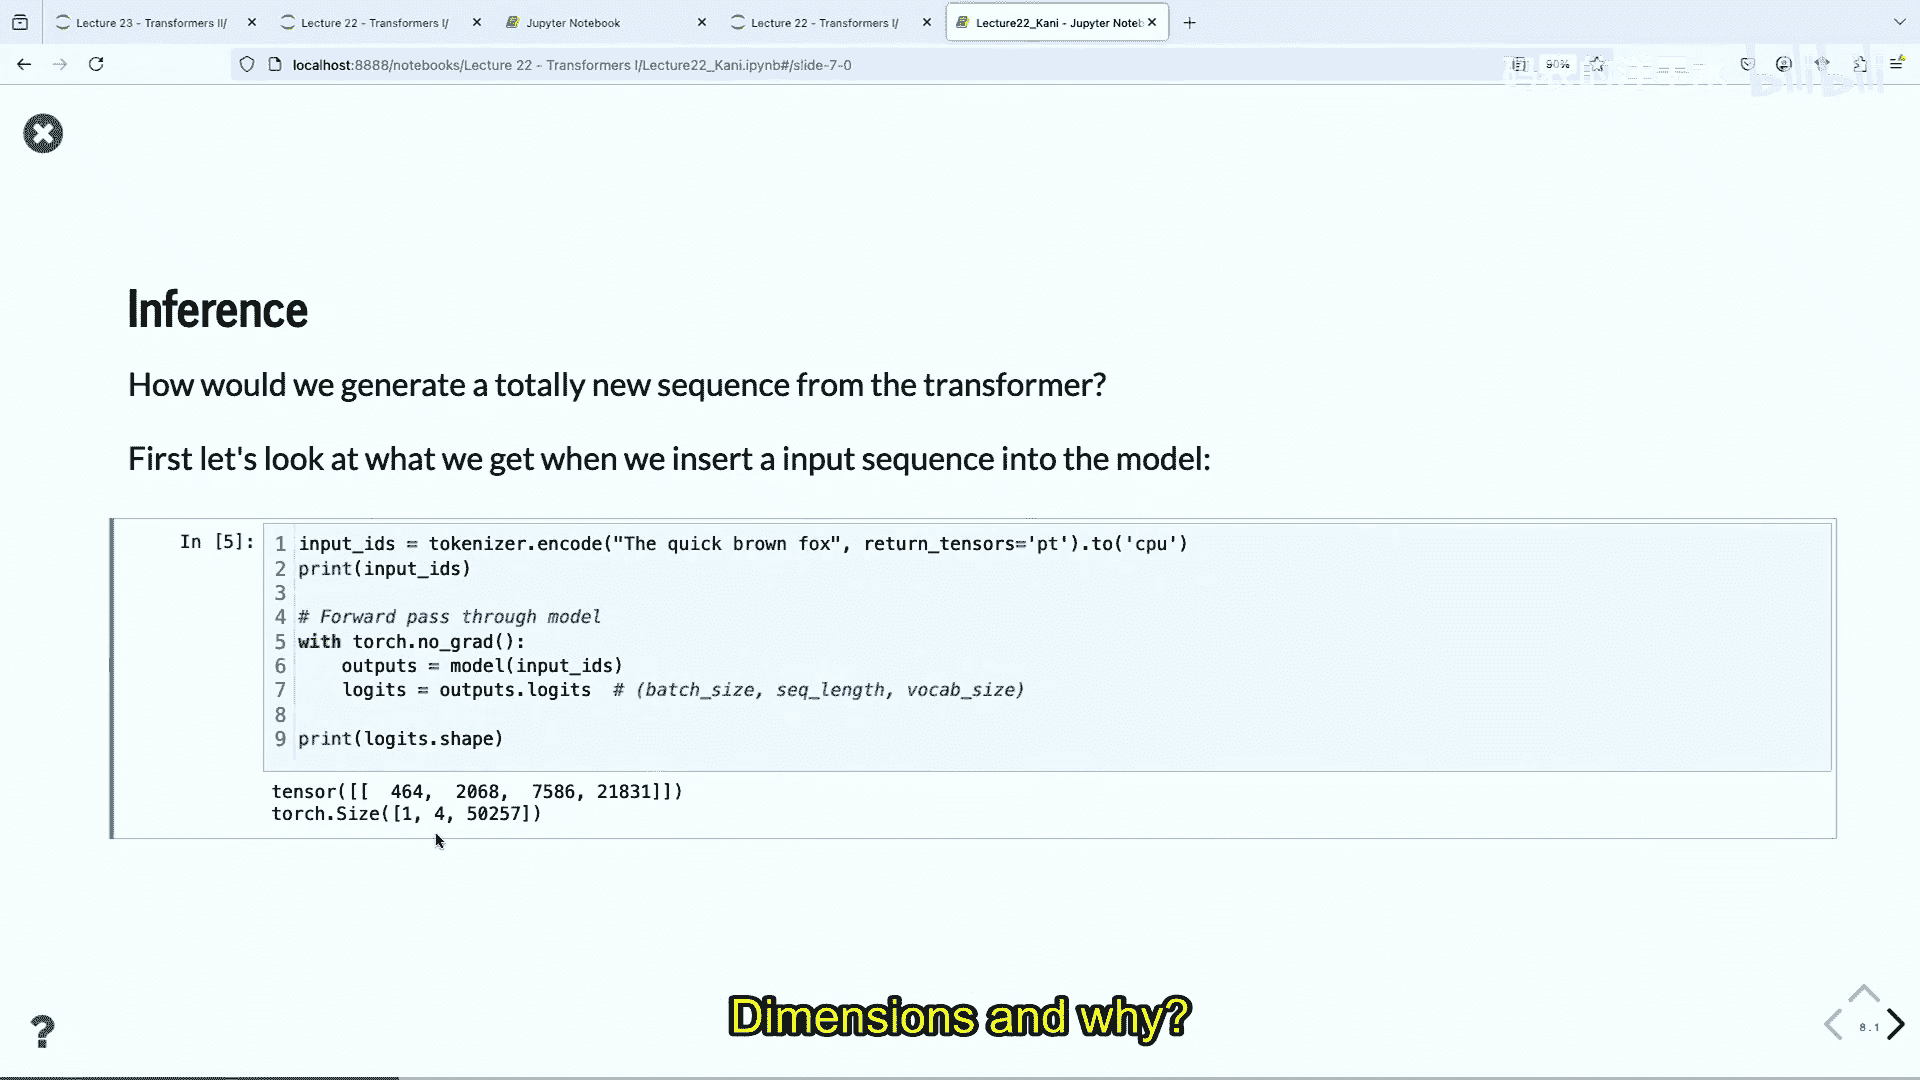 Lecture 23 - Transformers II/
Lecture 22 - Transformers I/
Jupyter Notebook
Lecture 22 - Transformers I/
Lecture22_Kani - Jupyter Noteb
localhost:8888/notebooks/Lecture 22 - Transformers I/Lecture22_Kani.ipynb#/slide-7-0
90%
bilibili
Inference
How would we generate a totally new sequence from the transformer?
First let's look at what we get when we insert a input sequence into the model:
In [5]:
1 input_ids = tokenizer.encode("The quick brown fox", return_tensors='pt').to('cpu')
2 print(input_ids)
3
4 # Forward pass through model
5 with torch.no_grad():
6     outputs = model(input_ids)
7     logits = outputs.logits  # (batch_size, seq_length, vocab_size)
8
9 print(logits.shape)
tensor([[  464,  2068,  7586, 21831]])
torch.Size([1, 4, 50257])
Dimensions and why?
?
8.1